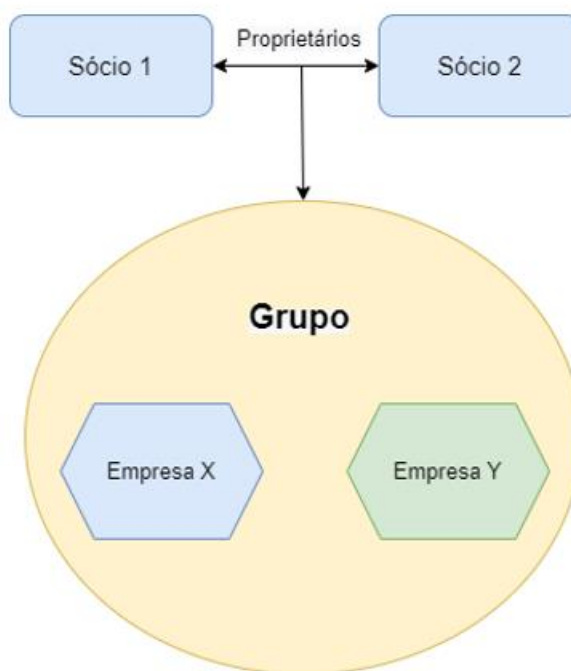 Proprietários
Sócio 1
Sócio 2
Grupo
Empresa X
Empresa Y